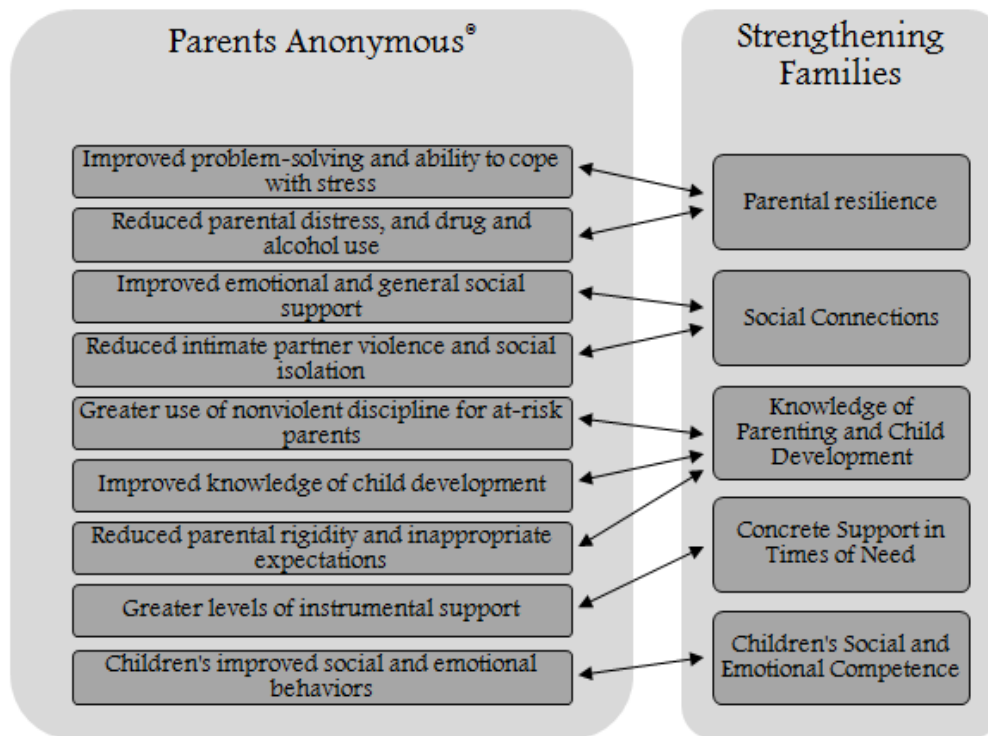 Parents Anonymous®
Improved problem-solving and ability to cope
with stress
Reduced parental distress, and drug and
alcohol use
Improved emotional and general social
support
Reduced intimate partner violence and social
isolation
Greater use of nonviolent discipline for at-risk
parents
Improved knowledge of child development
Reduced parental rigidity and inappropriate
expectations
Greater levels of instrumental support
Children's improved social and emotional
behaviors
Strengthening
Families
Parental resilience
Social Connections
Knowledge of
Parenting and Child
Development
Concrete Support in
Times of Need
Children's Social and
Emotional Competence